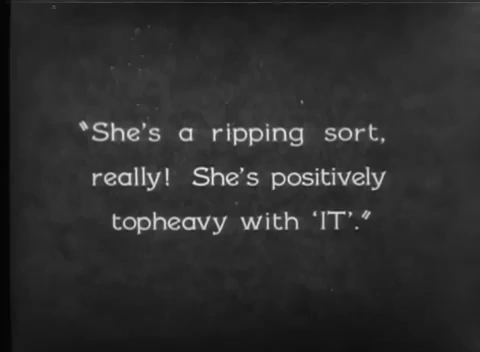 "She's a ripping sort,
really! She's positively
topheavy with 'IT'."